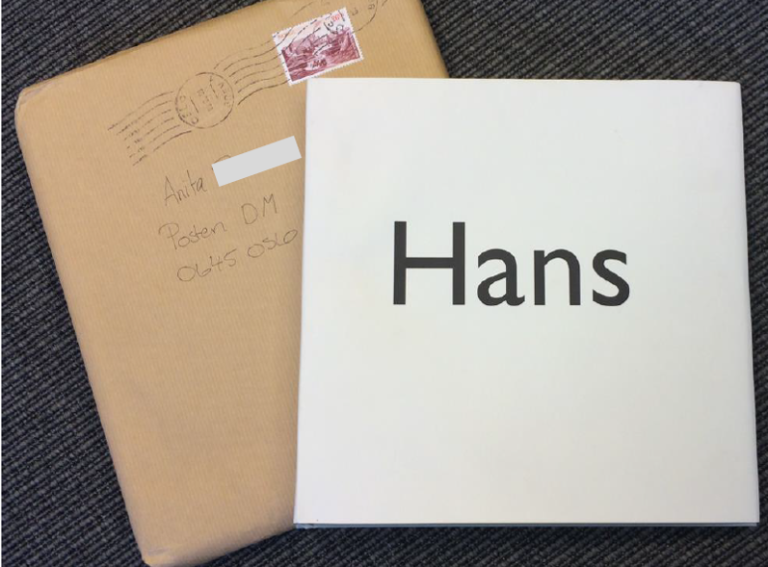 Anita
Posten DM
0645 Oslo
Hans